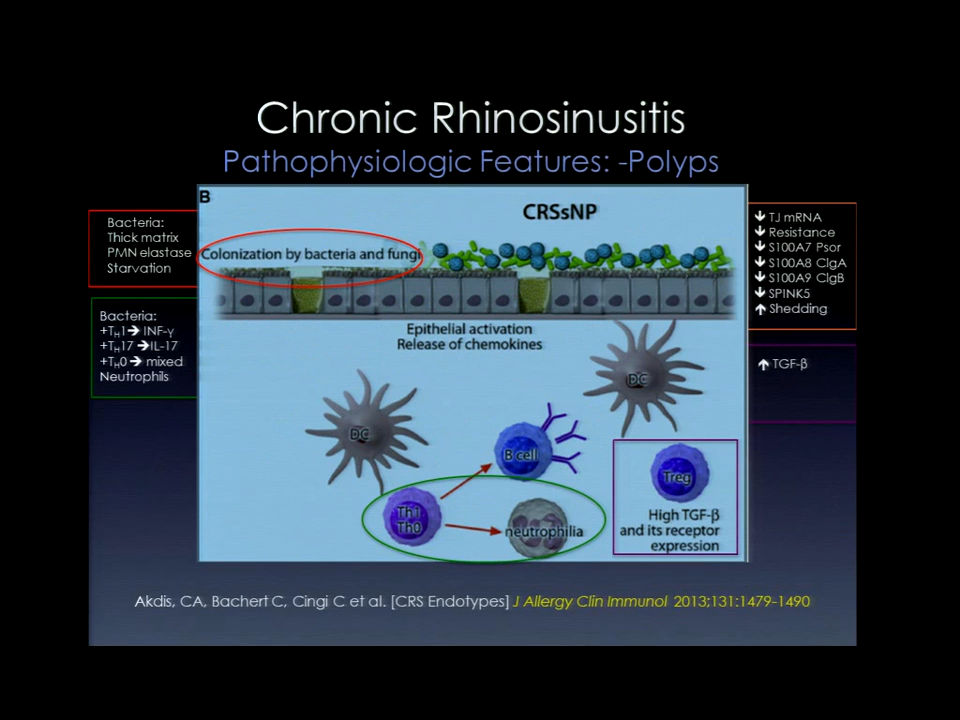 Chronic Rhinosinusitis
Pathophysiologic Features: -Polyps
Bacteria:
Thick matrix
PMN elastase
Starvation
Bacteria:
+TH1🡺 INF-γ
+TH17 🡺IL-17
+TH0🡺 mixed
Neutrophils
B
CRSsNP
Colonization by bacteria and fungi
Epithelial activation
Release of chemokines
DC
DC
B cell
Th1
Th0
neutrophilia
Treg
High TGF-β
and its receptor
expression
🡻 TJ mRNA
🡻 Resistance
🡻 S100A7 Psor
🡻 S100A8 ClgA
🡻 S100A9 ClgB
🡻 SPINK5
🡹 Shedding
🡹 TGF-β
Akdis, CA, Bachert C, Cingi C et al. [CRS Endotypes] J Allergy Clin Immunol 2013;131:1479-1490